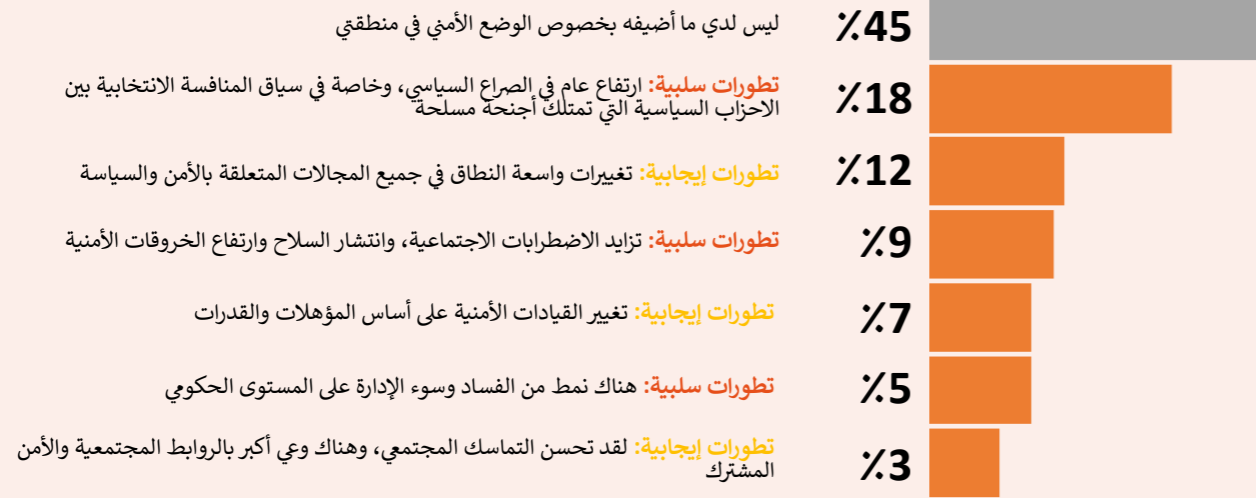 ليس لدي ما أضيفه بخصوص الوضع الأمني في منطقتي
٪45
تطورات سلبية: ارتفاع عام في الصراع السياسي، وخاصة في سياق المنافسة الانتخابية بين
الاحزاب السياسية التي تمتلك أجنحة مسلحة
٪18
تطورات إيجابية: تغييرات واسعة النطاق في جميع المجالات المتعلقة بالأمن والسياسة
٪12
تطورات سلبية: تزايد الاضطرابات الاجتماعية، وانتشار السلاح وارتفاع الخروقات الأمنية
٪9
تطورات إيجابية: تغيير القيادات الأمنية على أساس المؤهلات والقدرات
٪7
تطورات سلبية: هناك نمط من الفساد وسوء الإدارة على المستوى الحكومي
٪5
تطورات إيجابية: لقد تحسن التماسك المجتمعي، وهناك وعي أكبر بالروابط المجتمعية والأمن
المشترك
٪3